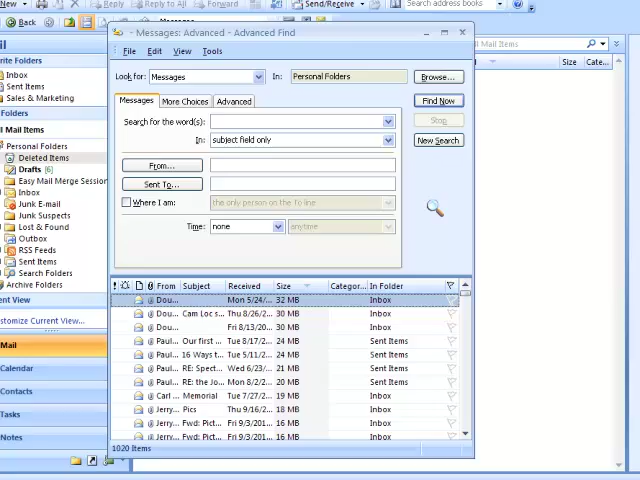 New
Send/Receive
Search address books
Back
Messages
Messages: Advanced - Advanced Find
File Edit View Tools
Look for: Messages In: Personal Folders Browse...
Messages More Choices Advanced
Find Now
Stop
New Search
Search for the word(s):
In: subject field only
From...
Sent To...
Where I am: the only person on the To line
Time: none anytime
From Subject Received Size Categor... In Folder
Dou... Mon 5/24/... 32 MB Inbox
Dou... Cam Loc s... Thu 8/26/2... 30 MB Inbox
Dou... Fri 8/13/20... 30 MB Inbox
Paul... Our first ... Tue 8/17/2... 24 MB Sent Items
Paul... 16 Ways t... Tue 5/11/2... 24 MB Sent Items
Paul... RE: Spect... Wed 6/23/... 21 MB Sent Items
Paul... RE: the Jo... Mon 8/2/2... 20 MB Sent Items
Carl ... Memorial Tue 7/27/2... 19 MB Inbox
Jerry... Pics Thu 9/16/2... 18 MB Inbox
Jerry... Fwd: Pict... Fri 9/3/201... 17 MB Inbox
Jerry... Fwd: Pict... Fri 9/3/201... 16 MB Inbox
1020 Items
il
rite Folders
Inbox
Sent Items
Sales & Marketing
Folders
Mail Items
Personal Folders
Deleted Items
Drafts [6]
Easy Mail Merge Session
Inbox
Junk E-mail
Junk Suspects
Lost & Found
Outbox
RSS Feeds
Sent Items
Search Folders
Archive Folders
ent View
ustomize Current View...
Mail
Calendar
Contacts
Tasks
Notes
Mail Items
Size Cate...